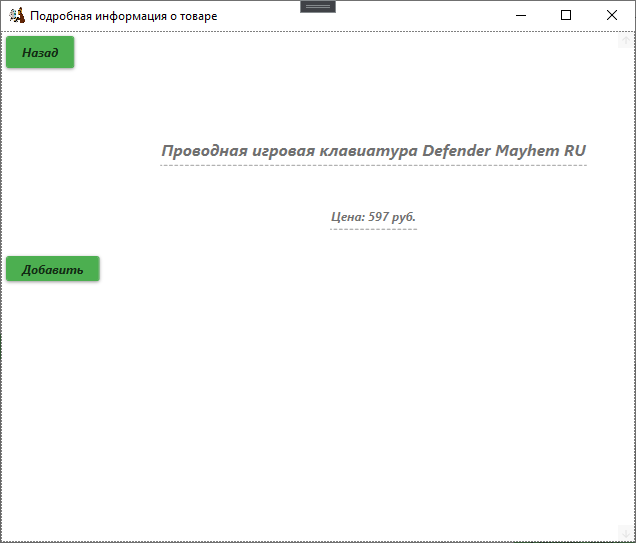 Подробная информация о товаре
Назад
Проводная игровая клавиатура Defender Mayhem RU
Цена: 597 руб.
Добавить